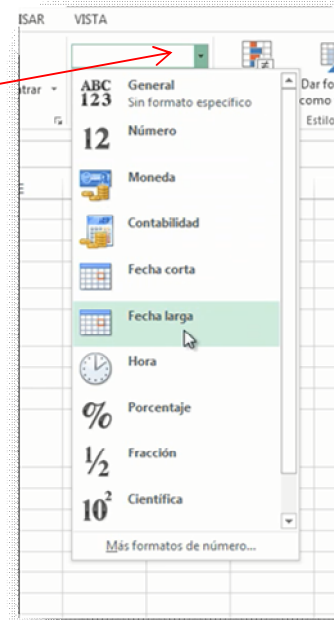 ISAR VISTA
trar
ABC
123
General
Sin formato específico
Dar fo
como
Estilo
12
Número
Moneda
Contabilidad
Fecha corta
Fecha larga
Hora
%
Porcentaje
1/2
Fracción
10²
Científica
Más formatos de número...